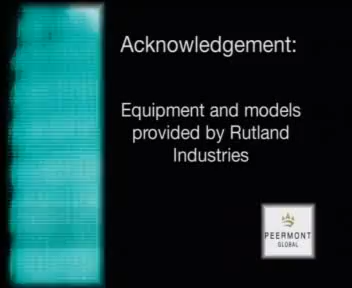 Acknowledgement:
Equipment and models
provided by Rutland
Industries
PEERMONT
GLOBAL